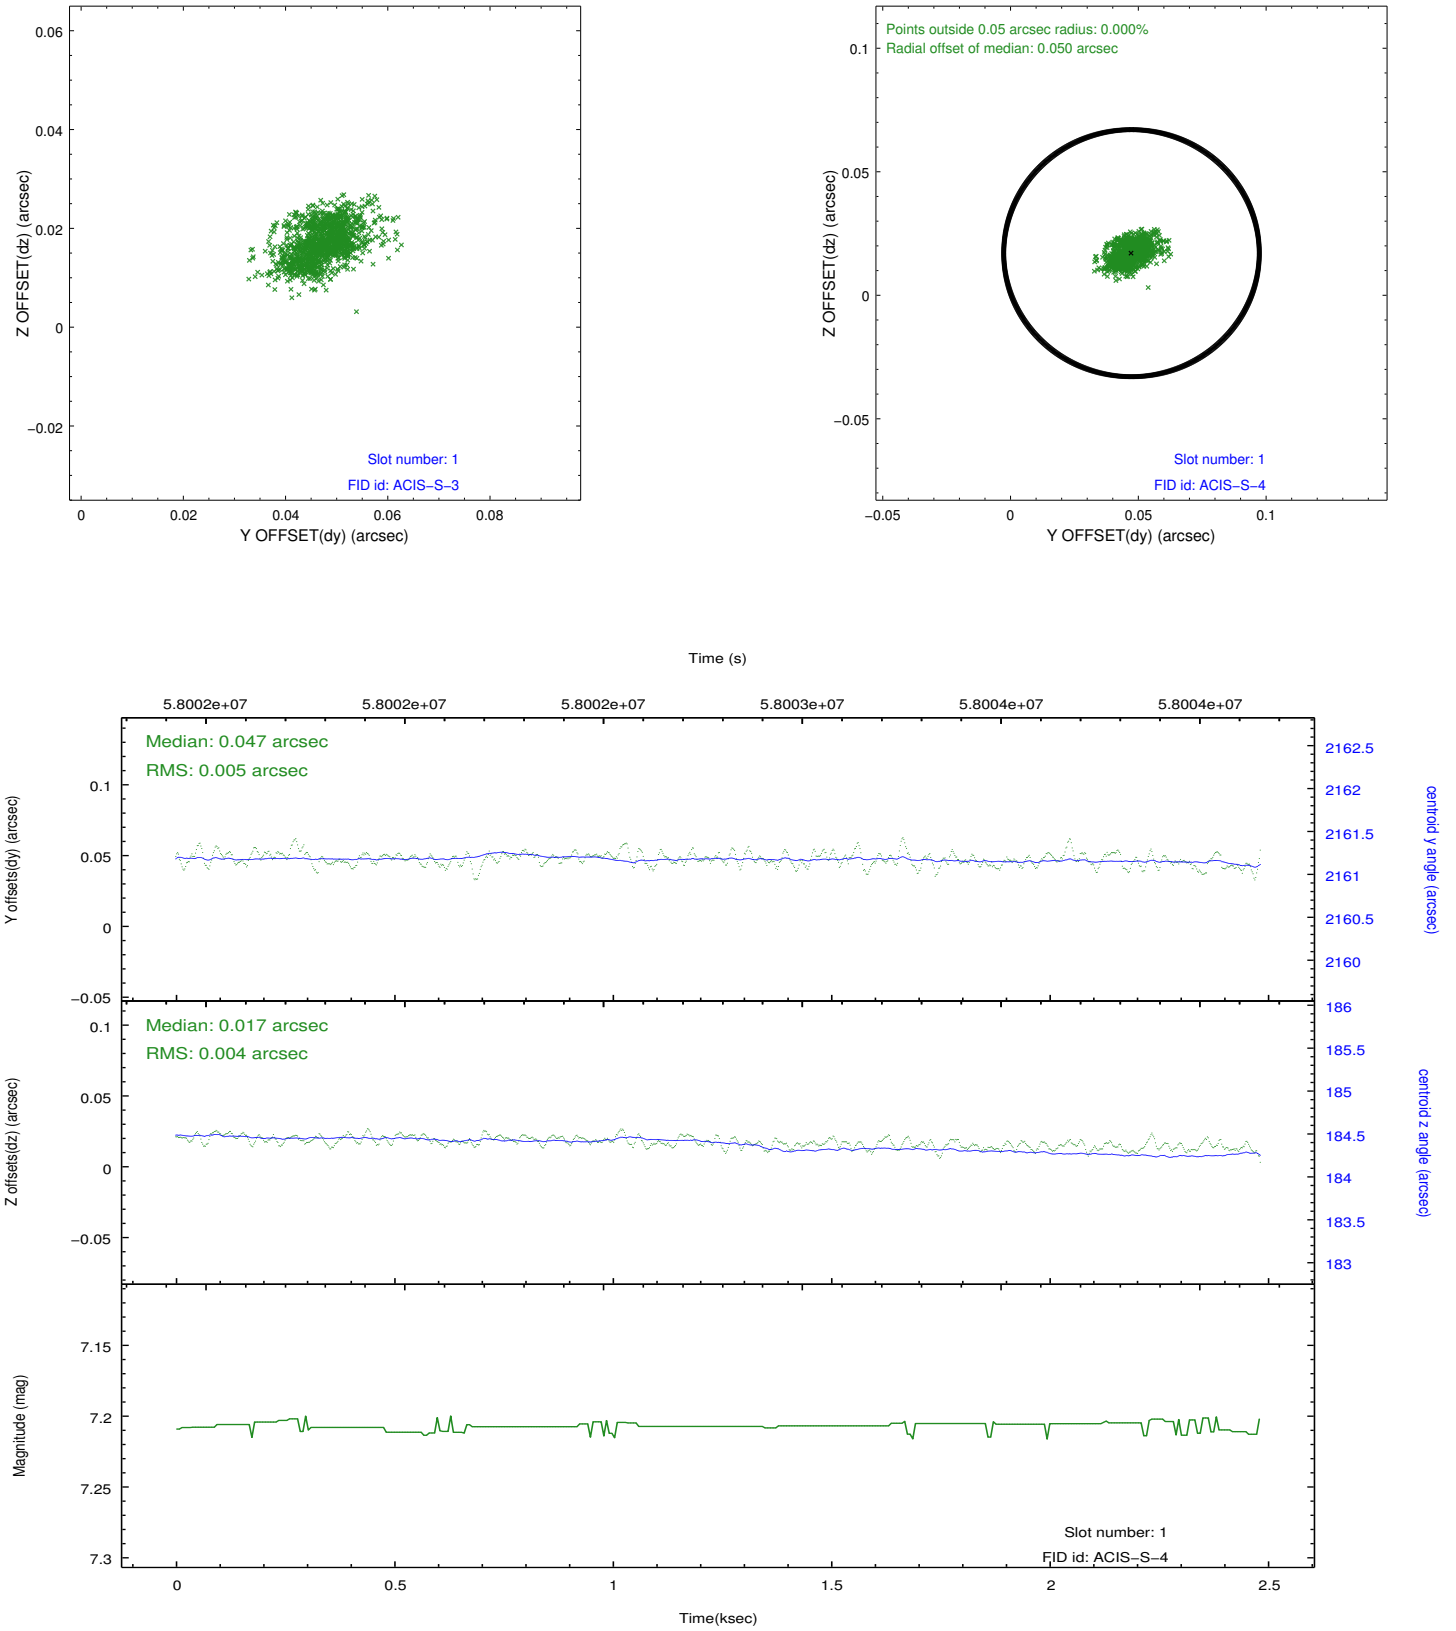 0.06
0.04
0.02
0
−0.02
Z OFFSET(dz) (arcsec)
Slot number: 1
FID id: ACIS−S−3
0 0.02 0.04 0.06 0.08
Y OFFSET(dy) (arcsec)
Points outside 0.05 arcsec radius: 0.000%
Radial offset of median: 0.050 arcsec
0.1
0.05
0
−0.05
Z OFFSET(dz) (arcsec)
Slot number: 1
FID id: ACIS−S−4
−0.05 0 0.05 0.1
Y OFFSET(dy) (arcsec)
Time (s)
5.8002e+07 5.8002e+07 5.8002e+07 5.8003e+07 5.8004e+07 5.8004e+07
Median: 0.047 arcsec
RMS: 0.005 arcsec
0.1
0.05
0
−0.05
Y offsets(dy) (arcsec)
2162.5
2162
2161.5
2161
2160.5
2160
centroid y angle (arcsec)
Median: 0.017 arcsec
RMS: 0.004 arcsec
0.1
0.05
0
−0.05
Z offsets(dz) (arcsec)
186
185.5
185
184.5
184
183.5
183
centroid z angle (arcsec)
7.15
7.2
7.25
7.3
Magnitude (mag)
Slot number: 1
FID id: ACIS−S−4
0 0.5 1 1.5 2 2.5
Time(ksec)